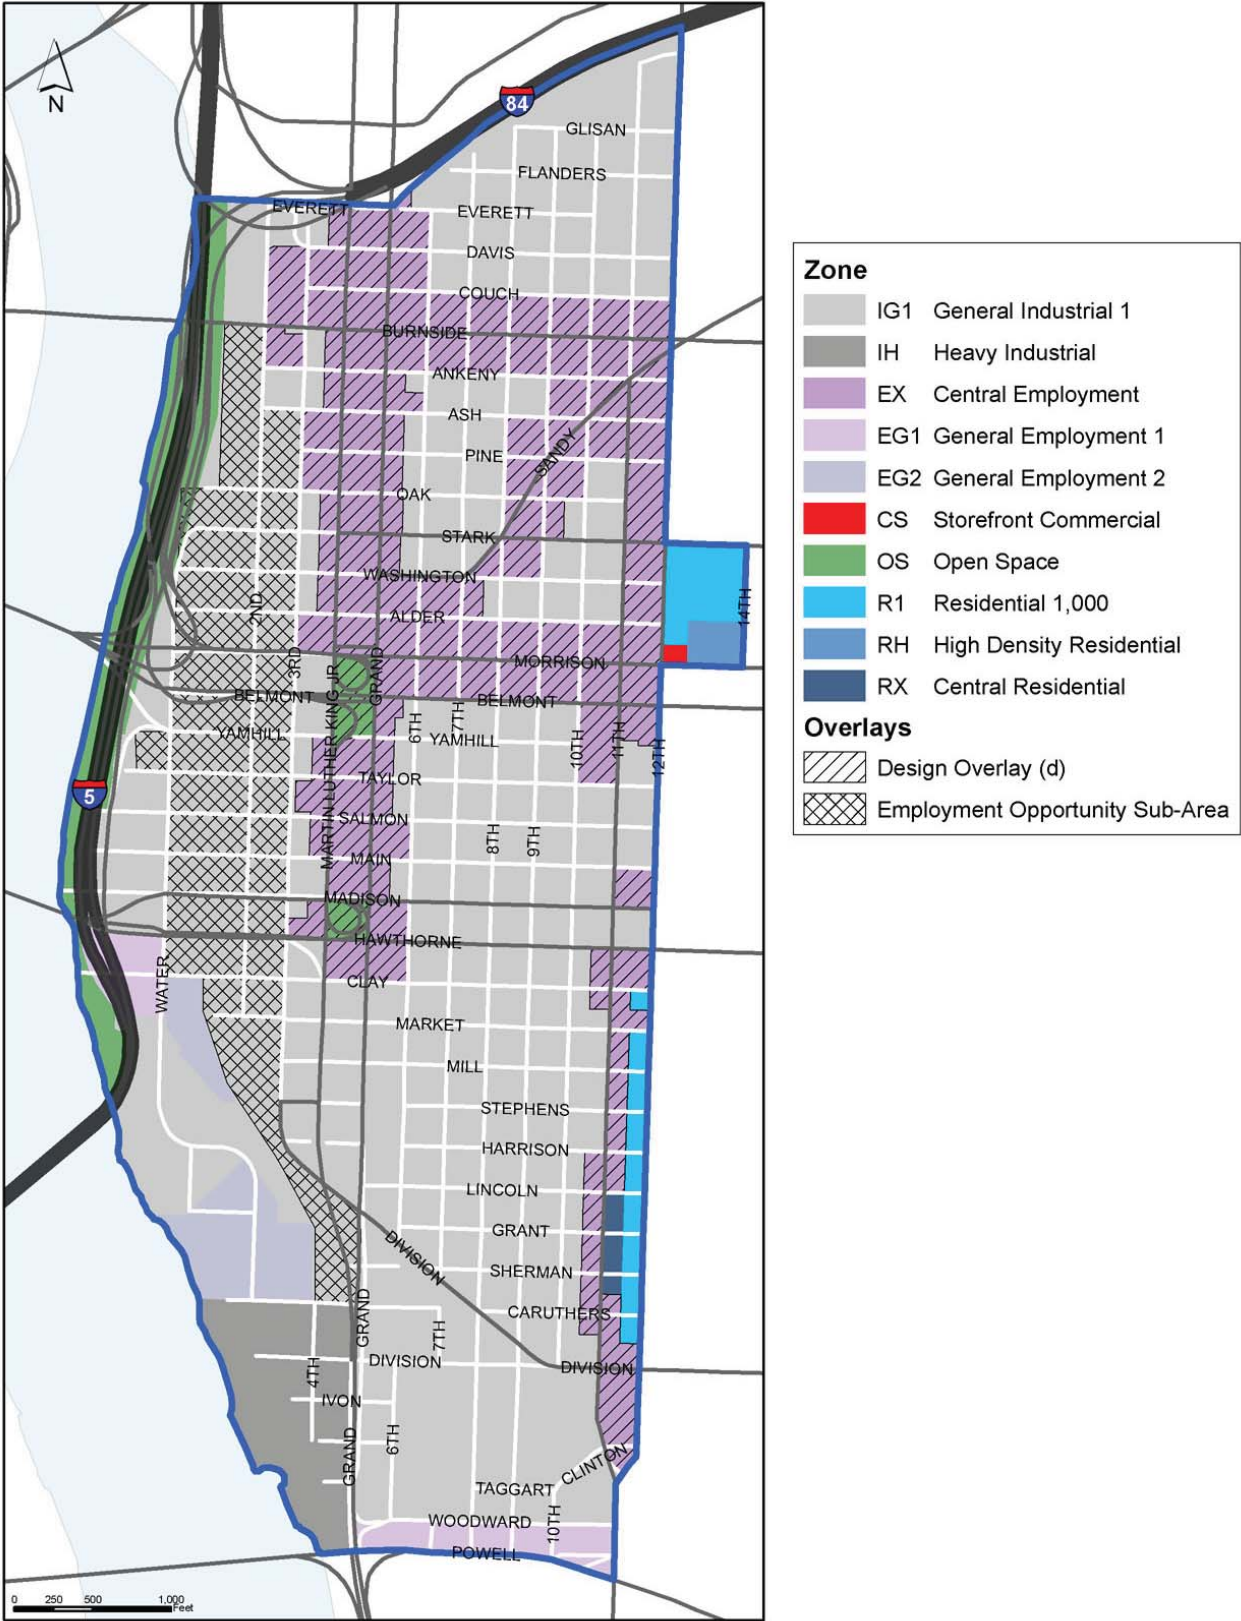 N
84
GLISAN
FLANDERS
EVERETT
EVERETT
DAVIS
COUCH
BURNSIDE
ANKENY
ASH
PINE
SANDY
OAK
STARK
WASHINGTON
2ND
ALDER
14TH
3RD
MARTIN LUTHER KING JR
GRAND
MORRISON
BELMONT
BELMONT
6TH
7TH
YAMHILL
YAMHILL
10TH
11TH
12TH
TAYLOR
5
SALMON
8TH
9TH
MAIN
MADISON
HAWTHORNE
WATER
CLAY
MARKET
MILL
STEPHENS
HARRISON
LINCOLN
GRANT
DIVISION
SHERMAN
GRAND
CARUTHERS
7TH
4TH
DIVISION
DIVISION
IVON
GRAND
6TH
CLINTON
TAGGART
10TH
WOODWARD
POWELL
0 250 500 1,000
Feet
Zone
IG1 General Industrial 1
IH Heavy Industrial
EX Central Employment
EG1 General Employment 1
EG2 General Employment 2
CS Storefront Commercial
OS Open Space
R1 Residential 1,000
RH High Density Residential
RX Central Residential
Overlays
Design Overlay (d)
Employment Opportunity Sub-Area